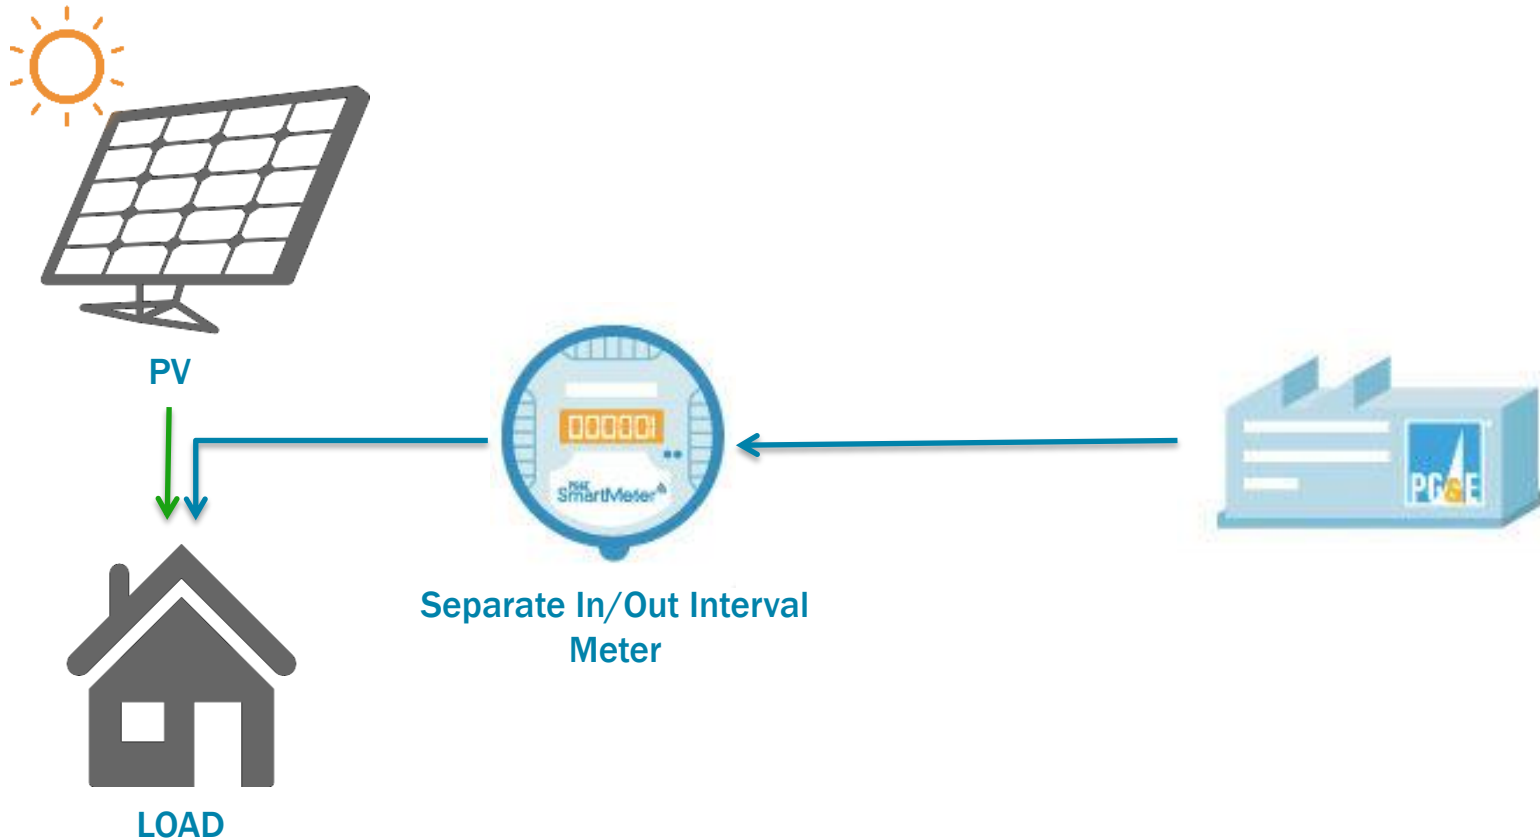 PV
00000
PG&E
SmartMeter
PG&E
Separate In/Out Interval
Meter
LOAD